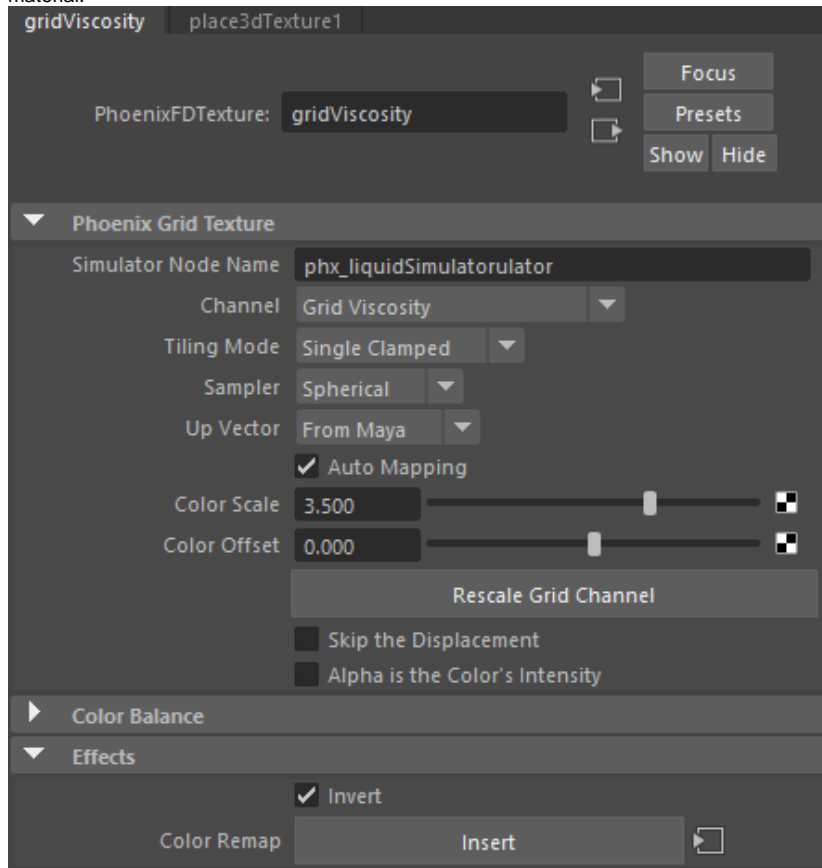 material.
gridViscosity place3dTexture1
Focus
PhoenixFDTexture: gridViscosity
Presets
Show Hide
Phoenix Grid Texture
Simulator Node Name phx_liquidSimulatorulator
Channel Grid Viscosity
Tiling Mode Single Clamped
Sampler Spherical
Up Vector From Maya
Auto Mapping
Color Scale 3.500
Color Offset 0.000
Rescale Grid Channel
Skip the Displacement
Alpha is the Color's Intensity
Color Balance
Effects
Invert
Color Remap Insert